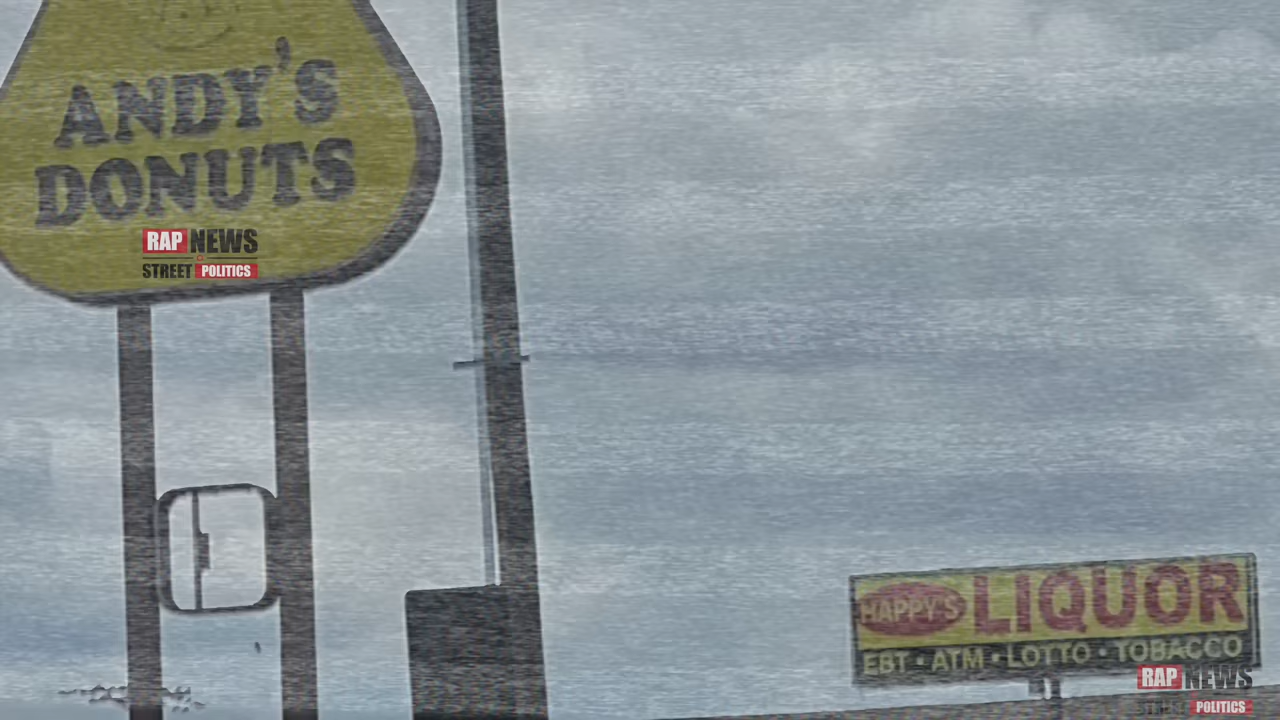 ANDY'S
DONUTS
RAP NEWS
STREET POLITICS
HAPPY'S LIQUOR
EBT • ATM • LOTTO • TOBACCO
RAP NEWS
STREET POLITICS